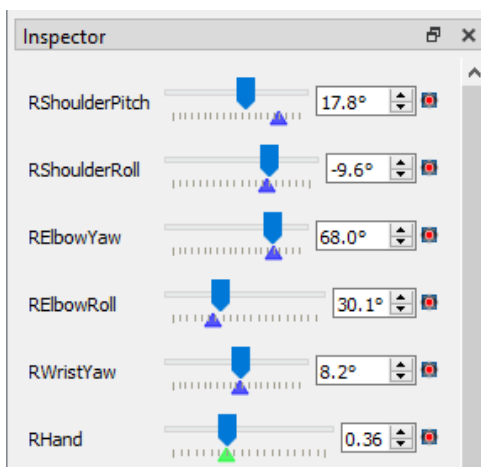 Inspector
RShoulderPitch 17.8°
RShoulderRoll -9.6°
RElbowYaw 68.0°
RElbowRoll 30.1°
RWristYaw 8.2°
RHand 0.36